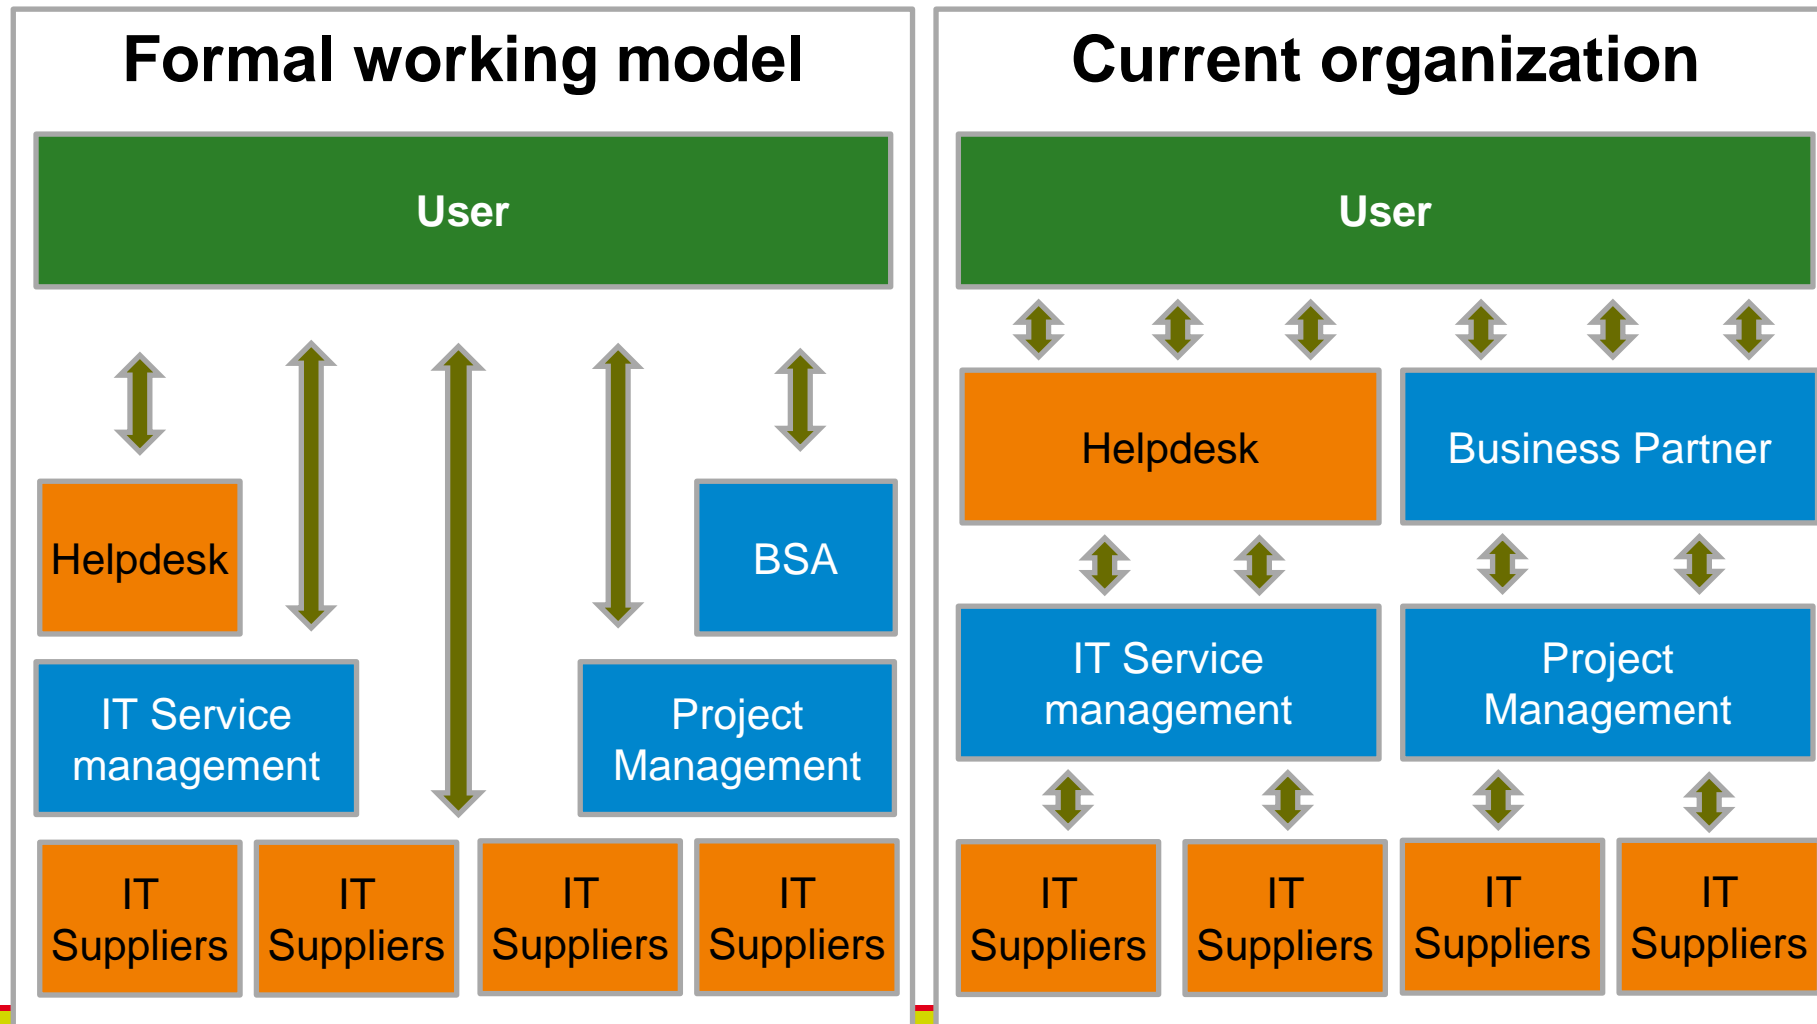 Formal working model
User
Helpdesk
BSA
IT Service
management
Project
Management
IT
Suppliers
IT
Suppliers
IT
Suppliers
IT
Suppliers
Current organization
User
Helpdesk
Business Partner
IT Service
management
Project
Management
IT
Suppliers
IT
Suppliers
IT
Suppliers
IT
Suppliers